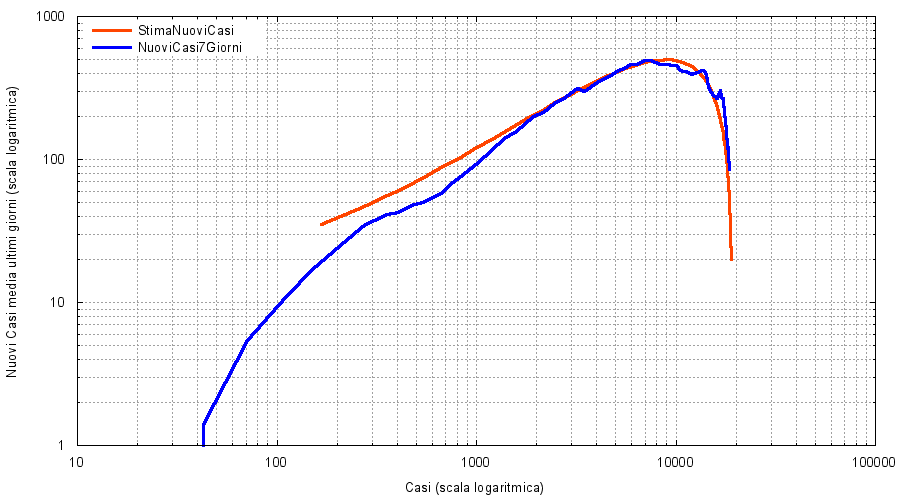 1000
StimaNuoviCasi
NuoviCasi7Giorni
100
10
1
Nuovi Casi media ultimi giorni (scala logaritmica)
10 100 1000 10000 100000
Casi (scala logaritmica)